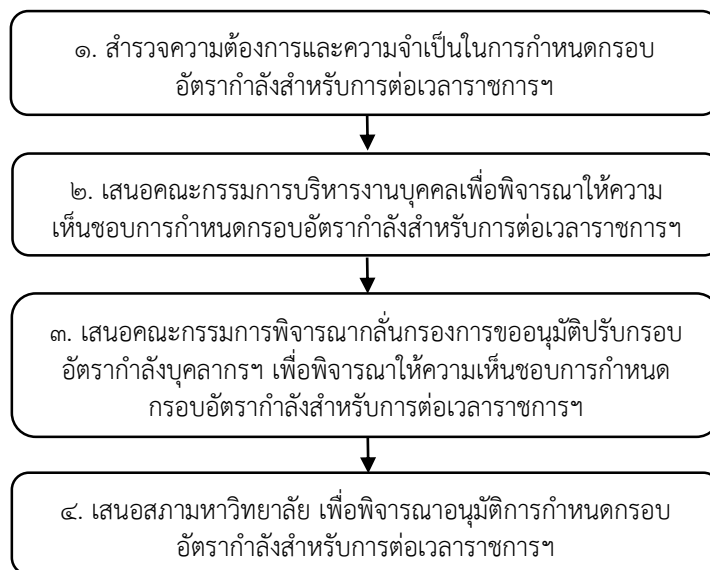 ๑. สำรวจความต้องการและความจำเป็นในการกำหนดกรอบ
อัตรากำลังสำหรับการต่อเวลาราชการฯ
๒. เสนอคณะกรรมการบริหารงานบุคคลเพื่อพิจารณาให้ความ
เห็นชอบการกำหนดกรอบอัตรากำลังสำหรับการต่อเวลาราชการฯ
๓. เสนอคณะกรรมการพิจารณากลั่นกรองการขออนุมัติปรับกรอบ
อัตรากำลังบุคลากรฯ เพื่อพิจารณาให้ความเห็นชอบการกำหนด
กรอบอัตรากำลังสำหรับการต่อเวลาราชการฯ
๔. เสนอสภามหาวิทยาลัย เพื่อพิจารณาอนุมัติการกำหนดกรอบ
อัตรากำลังสำหรับการต่อเวลาราชการฯ